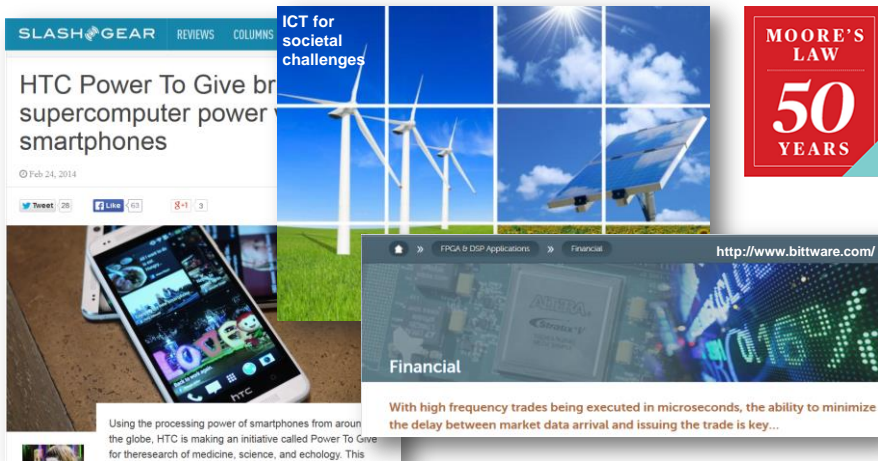 SLASHGEAR REVIEWS COLUMNS
HTC Power To Give br
supercomputer power
smartphones
Feb 24, 2014
Tweet 28 Like 63 g+1 3
htc
Using the processing power of smartphones from aroun
the globe, HTC is making an initiative called Power To Give
for theresearch of medicine, science, and echology. This
ICT for
societal
challenges
MOORE'S
LAW
50
YEARS
» FPGA & DSP Applications » Financial
http://www.bittware.com/
ALTERA
Stratix
Financial
With high frequency trades being executed in microseconds, the ability to minimize
the delay between market data arrival and issuing the trade is key...